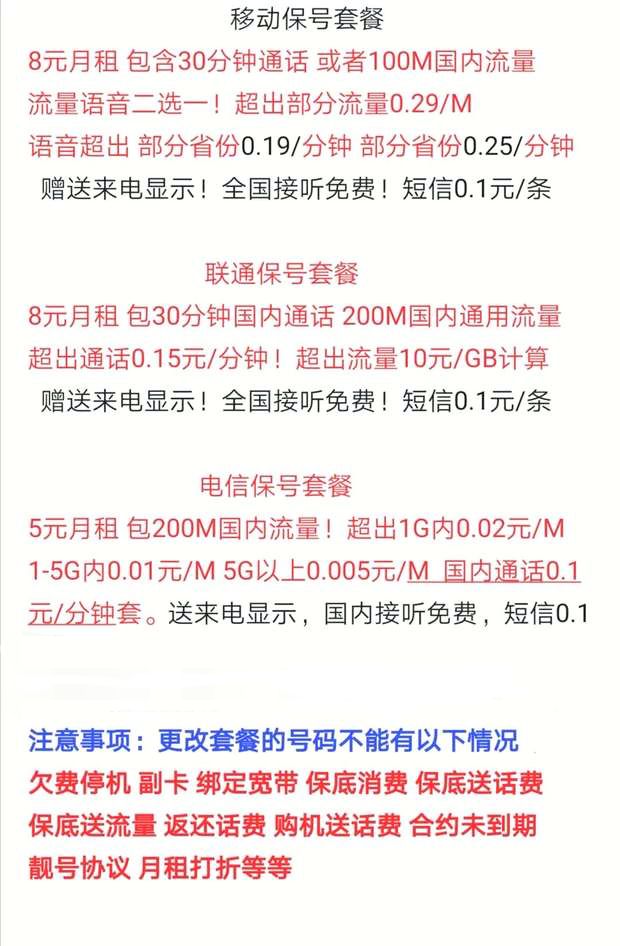 移动保号套餐
8元月租 包含30分钟通话 或者100M国内流量
流量语音二选一！超出部分流量0.29/M
语音超出 部分省份0.19/分钟 部分省份0.25/分钟
赠送来电显示！全国接听免费！短信0.1元/条
联通保号套餐
8元月租 包30分钟国内通话 200M国内通用流量
超出通话0.15元/分钟！超出流量10元/GB计算
赠送来电显示！全国接听免费！短信0.1元/条
电信保号套餐
5元月租 包200M国内流量！超出1G内0.02元/M
1-5G内0.01元/M 5G以上0.005元/M 国内通话0.1
元/分钟套。送来电显示，国内接听免费，短信0.1
注意事项：更改套餐的号码不能有以下情况
欠费停机 副卡 绑定宽带 保底消费 保底送话费
保底送流量 返还话费 购机送话费 合约未到期
靓号协议 月租打折等等